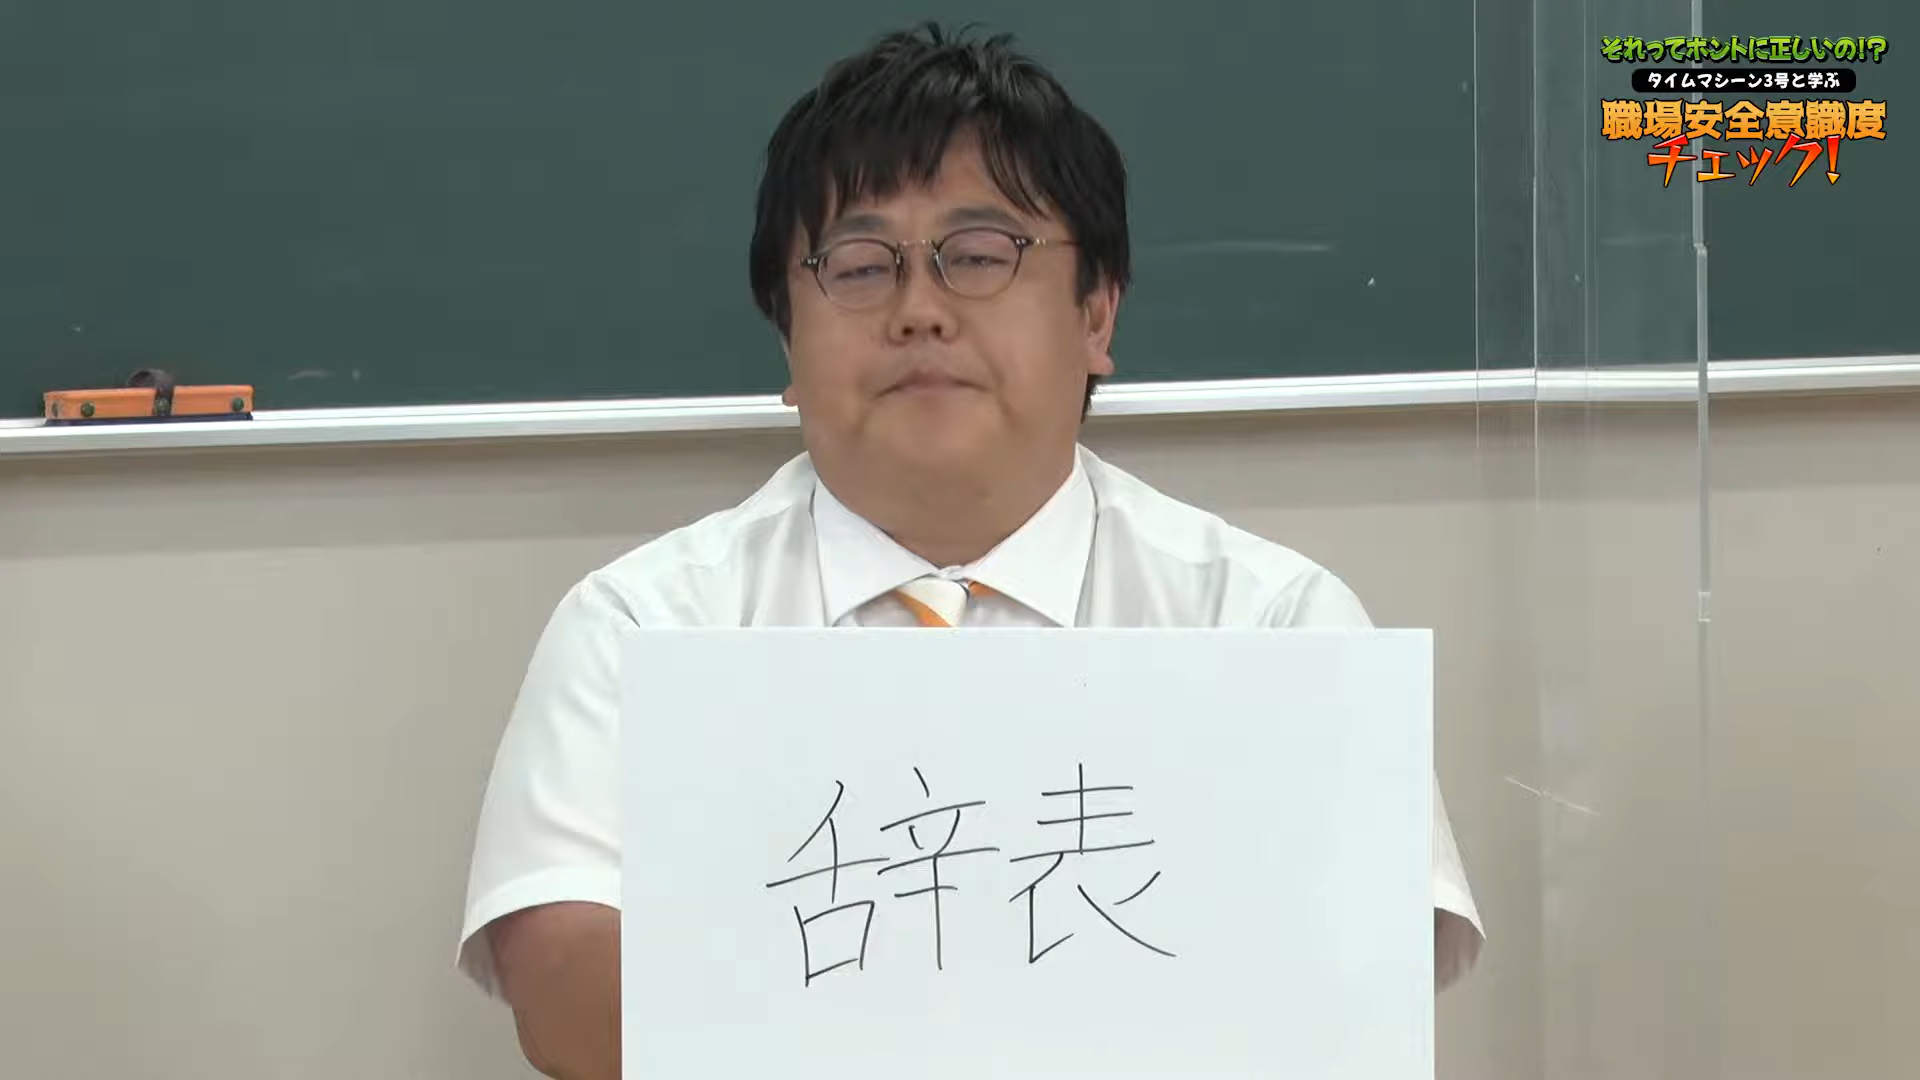 それってホントに正しいの!?
タイムマシーン3号と学ぶ
職場安全意識度
チェック!
辞表